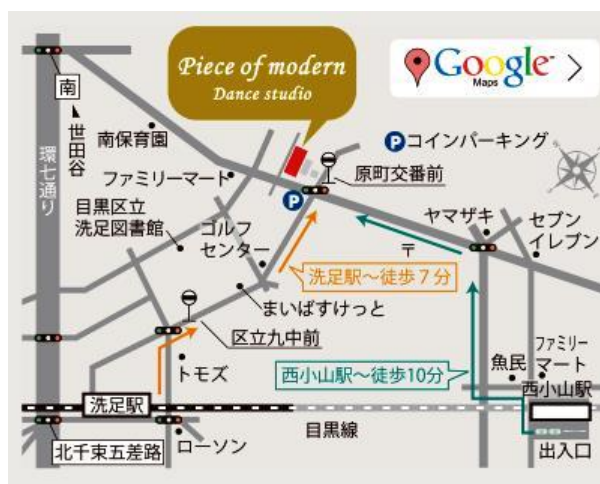 Piece of modern
Dance studio
Google
Maps
南
世田谷
環七通り
南保育園
ファミリーマート
P コインパーキング
原町交番前
P
目黒区立
洗足図書館
ゴルフ
センター
ヤマザキ
セブン
イレブン
〒
洗足駅～徒歩7分
まいばすけっと
区立九中前
トモズ
西小山駅～徒歩10分
魚民
ファミリー
マート
西小山駅
洗足駅
目黒線
北千束五差路
ローソン
出入口